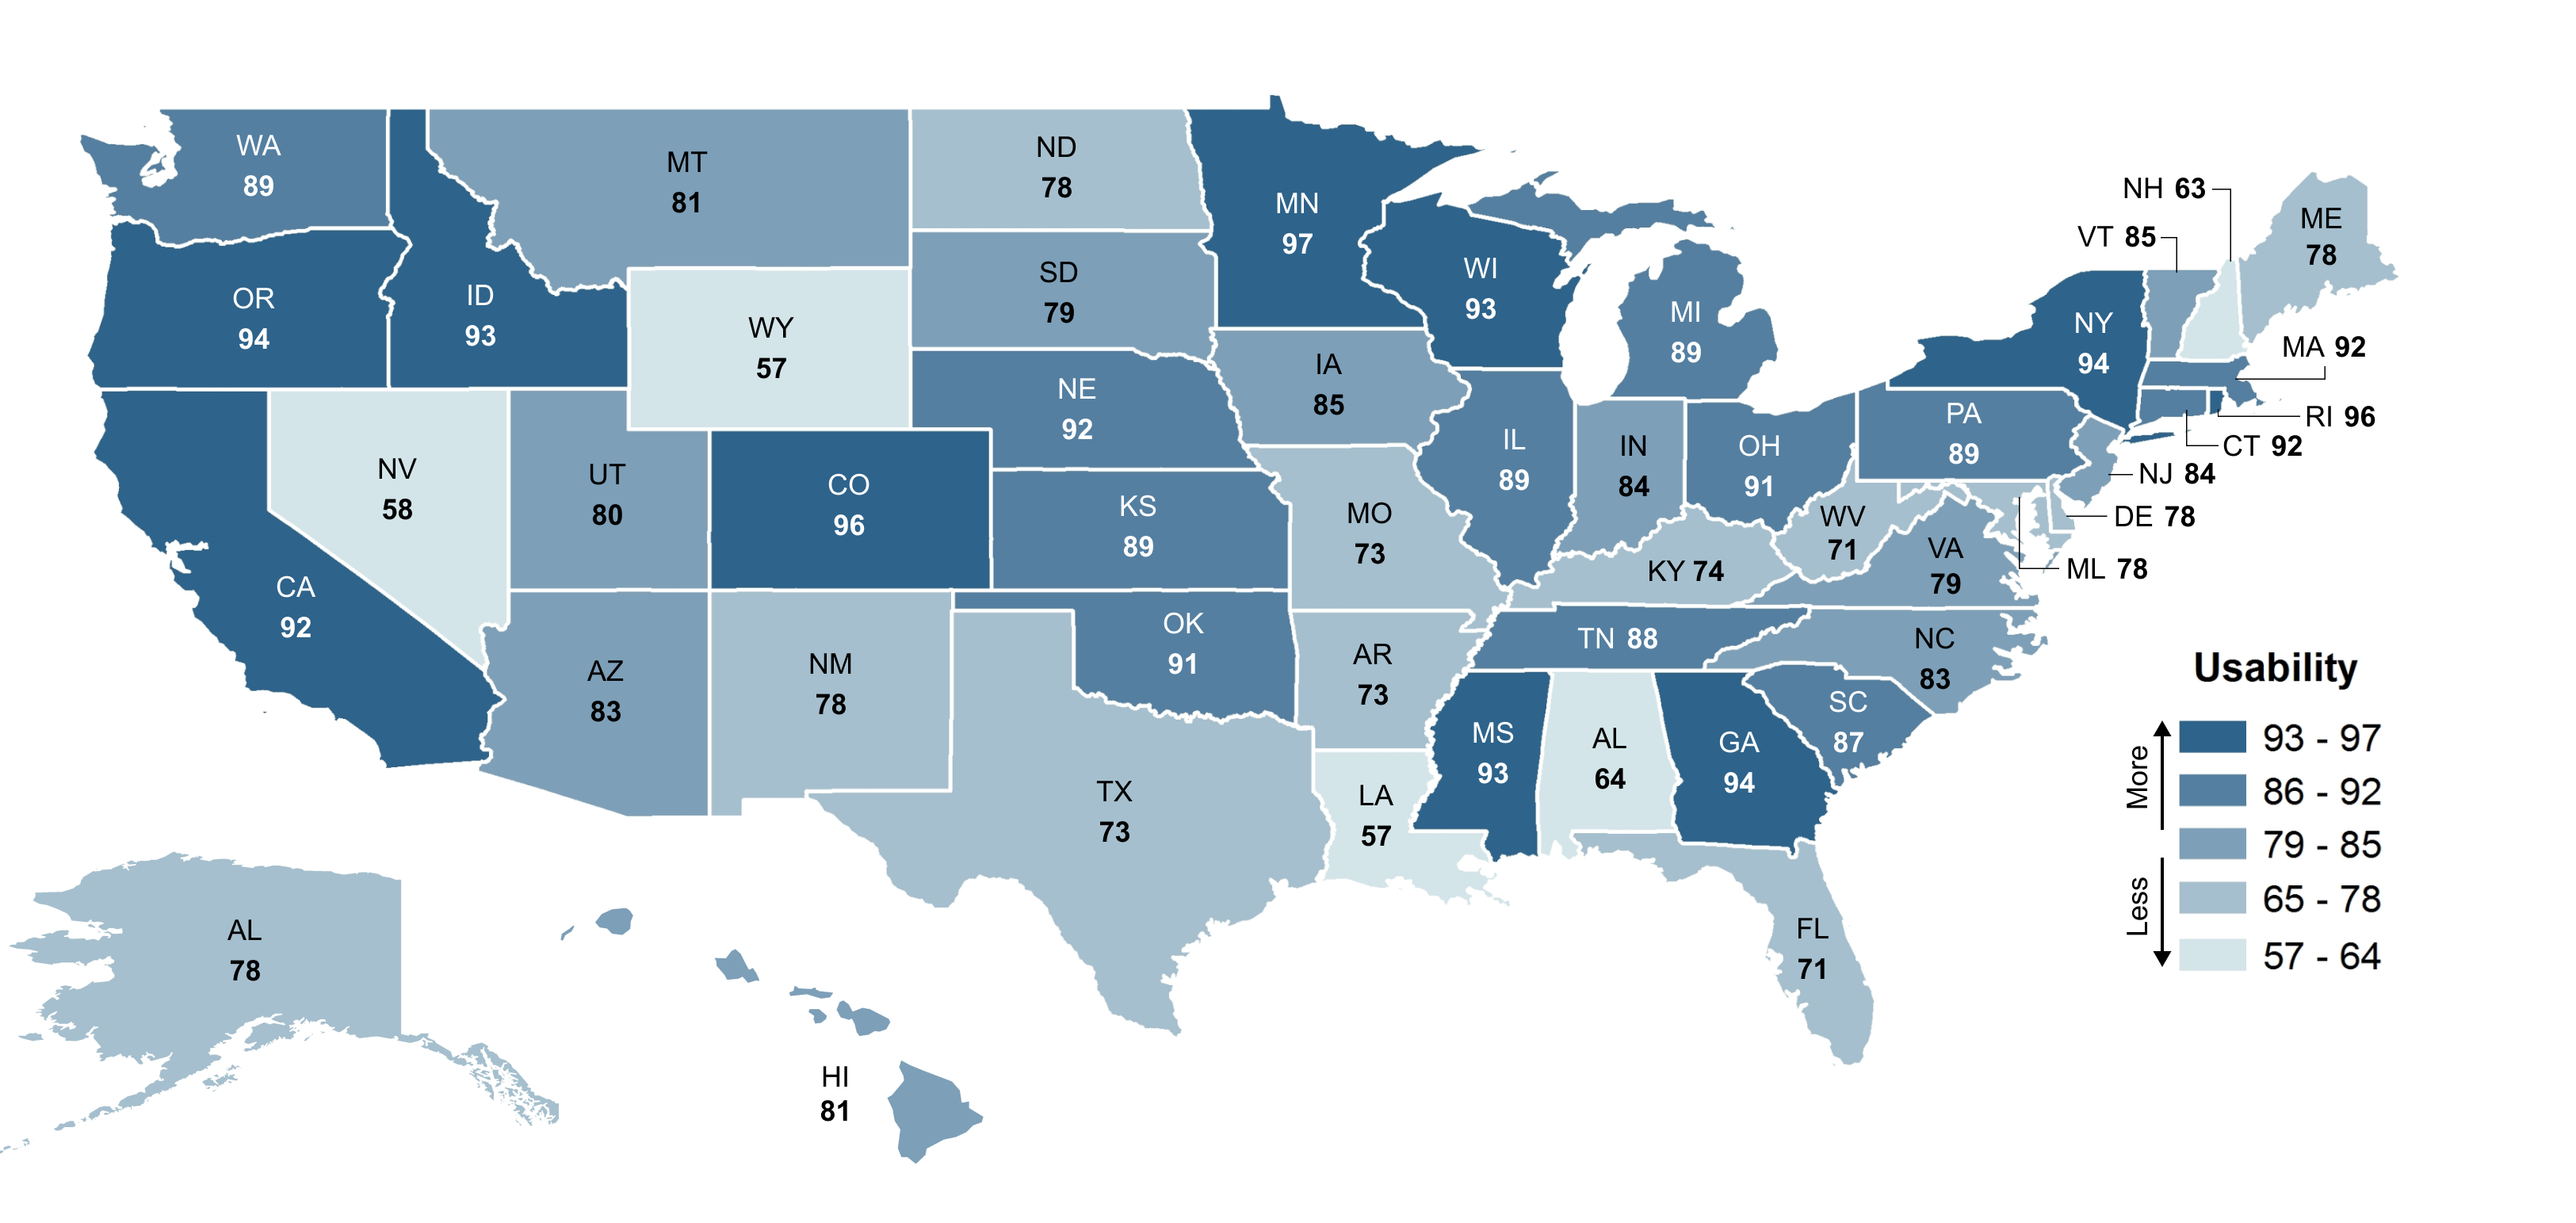 WA
89
MT
81
ND
78
MN
97
NH 63
VT 85
ME
78
OR
94
ID
93
WY
57
SD
79
WI
93
MI
89
NY
94
MA 92
IA
85
NE
92
RI 96
PA
89
CT 92
NV
58
UT
80
CO
96
KS
89
IL
89
IN
84
OH
91
NJ 84
DE 78
MO
73
WV
71
VA
79
ML 78
KY 74
CA
92
AZ
83
NM
78
OK
91
AR
73
TN 88
NC
83
SC
87
TX
73
LA
57
MS
93
AL
64
GA
94
FL
71
AL
78
HI
81
Usability
More
Less
93 - 97
86 - 92
79 - 85
65 - 78
57 - 64